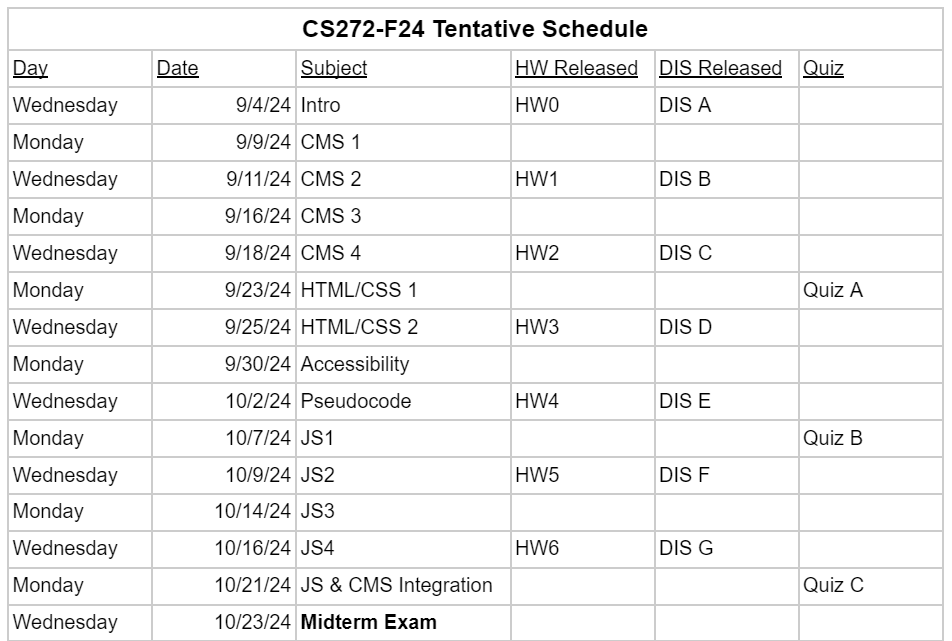 CS272-F24 Tentative Schedule
Day Date Subject HW Released DIS Released Quiz
Wednesday 9/4/24 Intro HW0 DIS A
Monday 9/9/24 CMS 1
Wednesday 9/11/24 CMS 2 HW1 DIS B
Monday 9/16/24 CMS 3
Wednesday 9/18/24 CMS 4 HW2 DIS C
Monday 9/23/24 HTML/CSS 1 Quiz A
Wednesday 9/25/24 HTML/CSS 2 HW3 DIS D
Monday 9/30/24 Accessibility
Wednesday 10/2/24 Pseudocode HW4 DIS E
Monday 10/7/24 JS1 Quiz B
Wednesday 10/9/24 JS2 HW5 DIS F
Monday 10/14/24 JS3
Wednesday 10/16/24 JS4 HW6 DIS G
Monday 10/21/24 JS & CMS Integration Quiz C
Wednesday 10/23/24 Midterm Exam